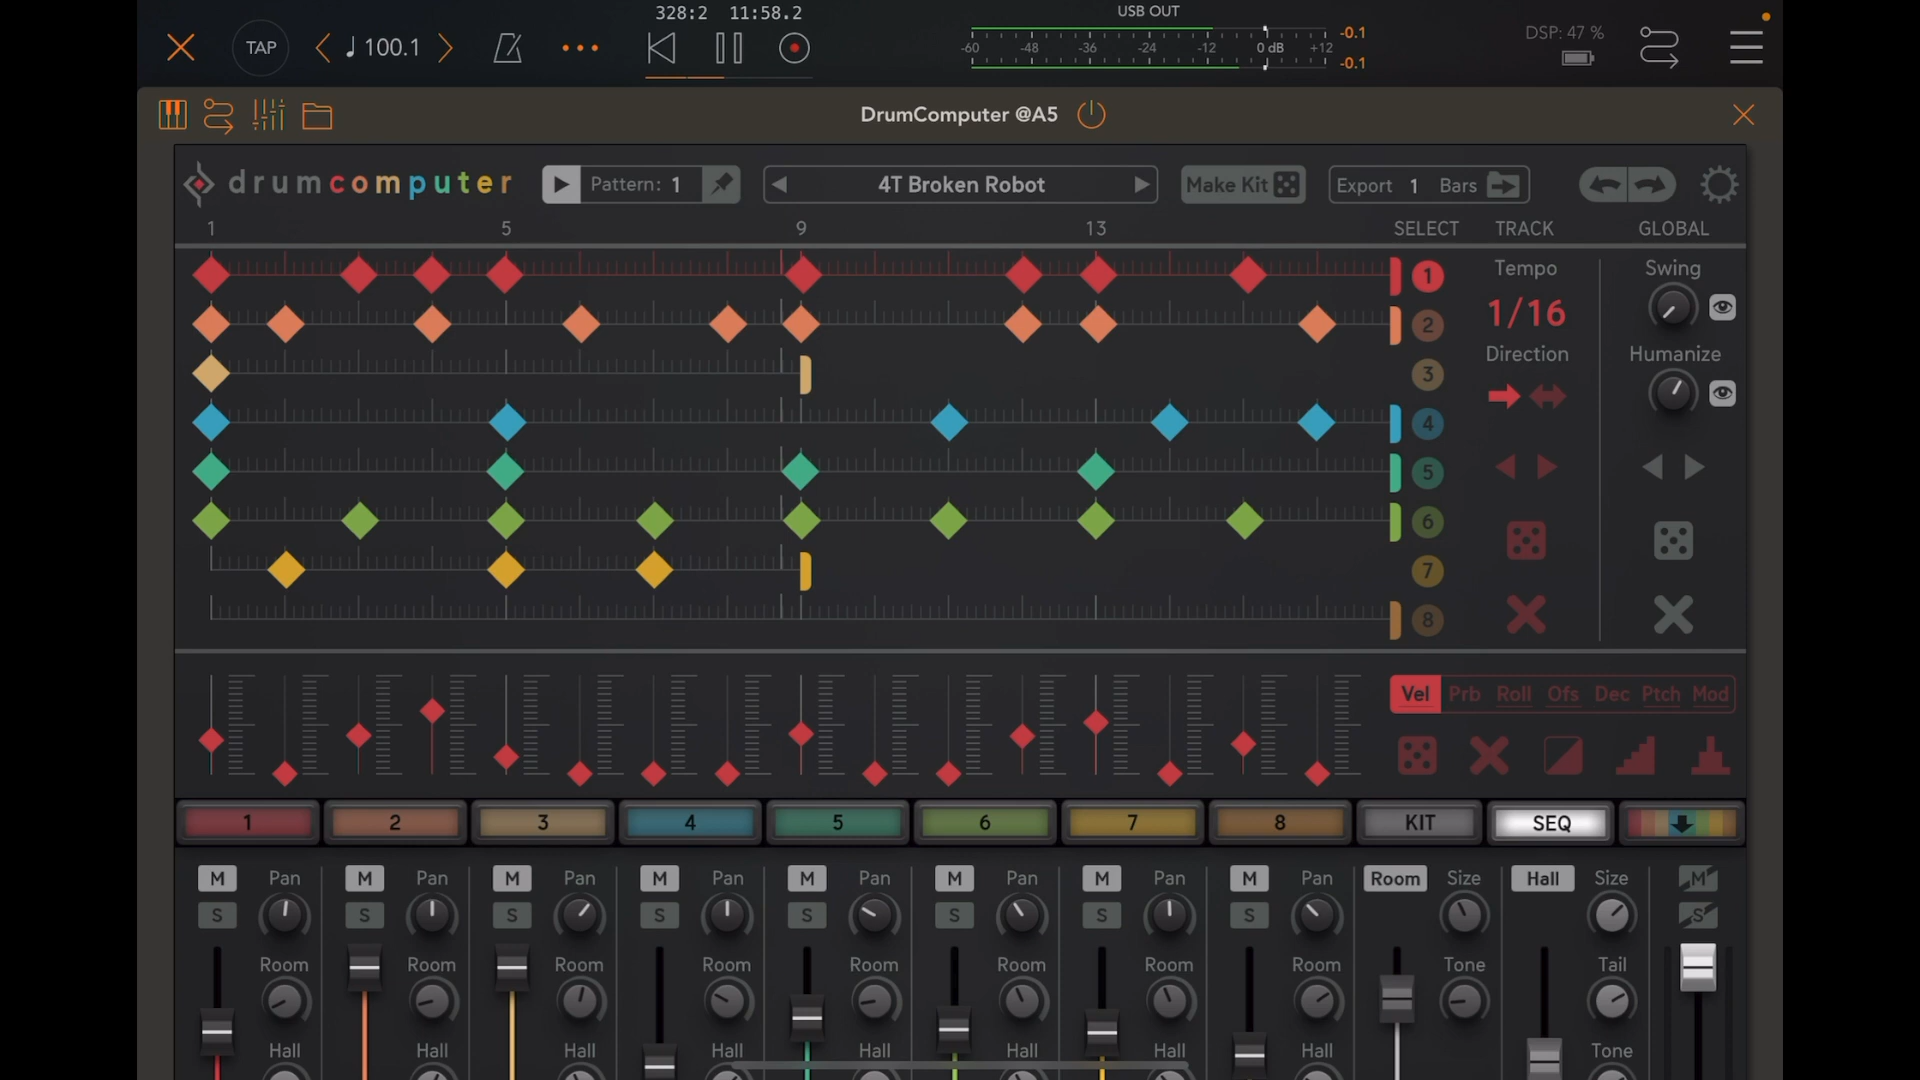 328:2 11:58.2 USB OUT
TAP 100.1 -60 -48 -36 -24 -12 0 dB +12 -0.1 -0.1 DSP: 47 %
DrumComputer @A5
drumcomputer Pattern: 1 4T Broken Robot Make Kit Export 1 Bars
1 5 9 13 SELECT TRACK GLOBAL
1 Tempo Swing
2 1/16
Direction Humanize
3
4
5
6
7
8
Vel Prb Roll Ofs Dec Ptch Mod
1 2 3 4 5 6 7 8 KIT SEQ
M Pan M Pan M Pan M Pan M Pan M Pan M Pan M Pan Room Size Hall Size M
S S S S S S S S S
Room Room Room Room Room Room Room Room Tone Tail
Hall Hall Hall Hall Hall Hall Hall Hall Tone